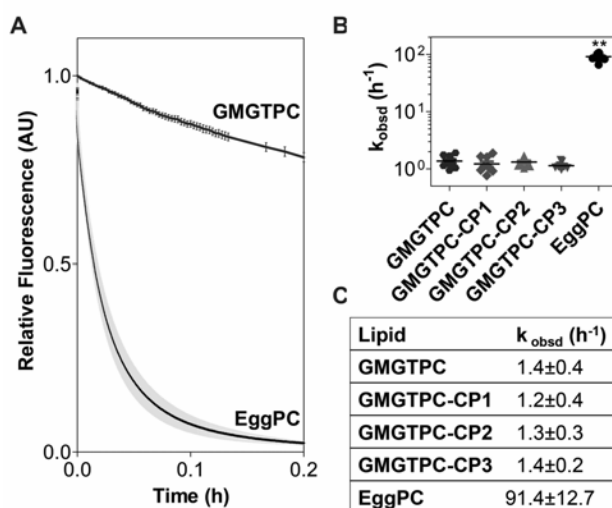 A
Relative Fluorescence (AU)
1.0
0.5
0.0
GMGTPC
EggPC
0.0 0.1 0.2
Time (h)
B
k obsd (h⁻¹)
10²
10¹
10⁰
**
GMGTPC
GMGTPC-CP1
GMGTPC-CP2
GMGTPC-CP3
EggPC
C
Lipid k obsd (h⁻¹)
GMGTPC 1.4±0.4
GMGTPC-CP1 1.2±0.4
GMGTPC-CP2 1.3±0.3
GMGTPC-CP3 1.4±0.2
EggPC 91.4±12.7